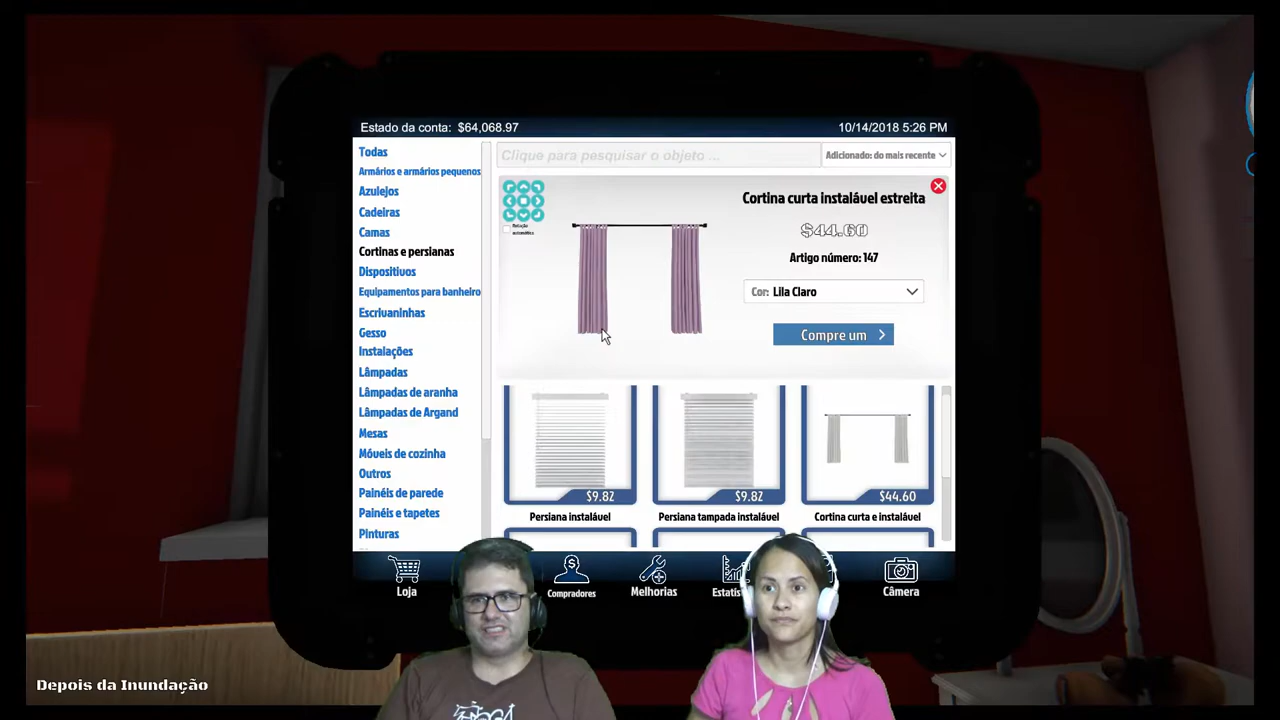 Estado da conta: $64,068.97
10/14/2018 5:26 PM
Todas
Armários e armários pequenos
Azulejos
Cadeiras
Camas
Cortinas e persianas
Dispositivos
Equipamentos para banheiro
Escrivaninhas
Gesso
Instalações
Lâmpadas
Lâmpadas de aranha
Lâmpadas de Argand
Mesas
Móveis de cozinha
Outros
Painéis de parede
Painéis e tapetes
Pinturas
Clique para pesquisar o objeto ...
Adicionado: do mais recente
Rotação
automática
Cortina curta instalável estreita
$44.60
Artigo número: 147
Cor: Lila Claro
Compre um
$9.82
$9.82
$44.60
Persiana instalável
Persiana tampada instalável
Cortina curta e instalável
Loja
Compradores
Melhorias
Câmera
Depois da Inundação